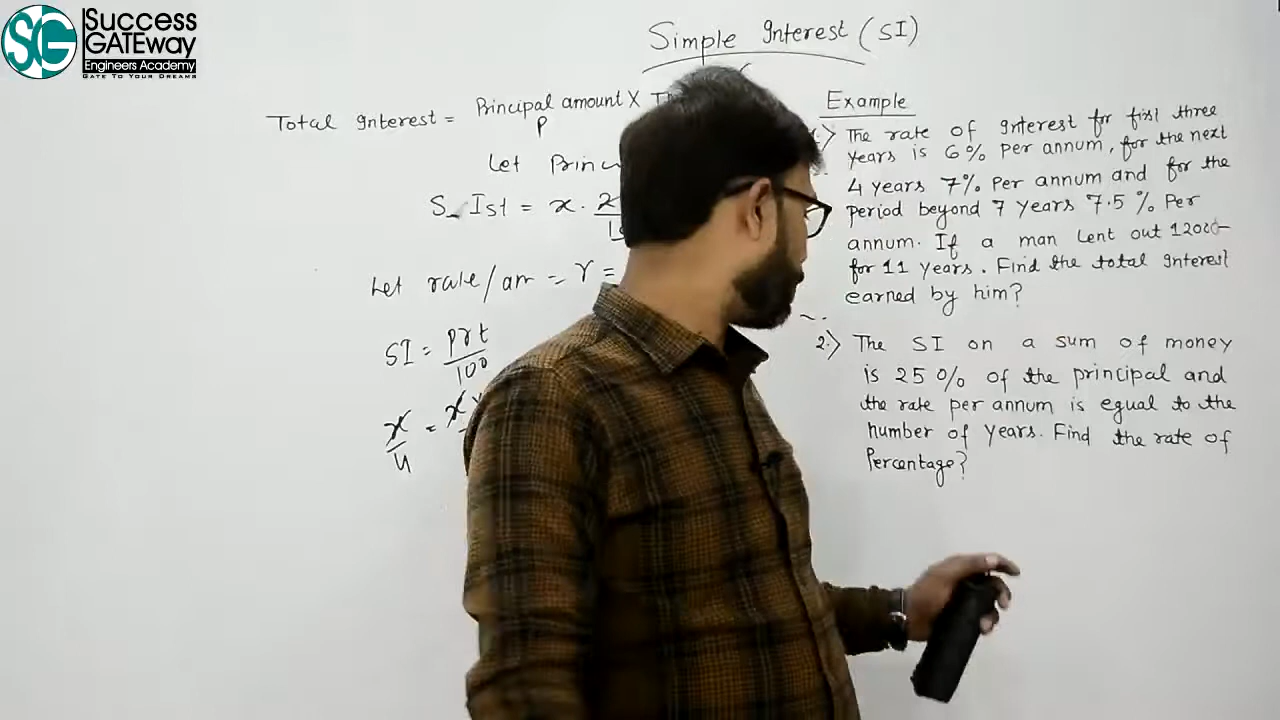 SG Success
GATEway
Engineers Academy
GATE TO YOUR DREAMS
Simple Interest (SI)
Total Interest = Principal amount X
P
Let Princ
S Ist = x .
Let rate/an = r =
SI = prt
100
x
4
= x
Example
The rate of interest for first three
years is 6% per annum, for the next
4 years 7% per annum and for the
period beyond 7 years 7.5 % per
annum. If a man lent out 12000
for 11 years. Find the total interest
earned by him?
2.) The SI on a sum of money
is 25% of the principal and
the rate per annum is equal to the
number of years. Find the rate of
Percentage?